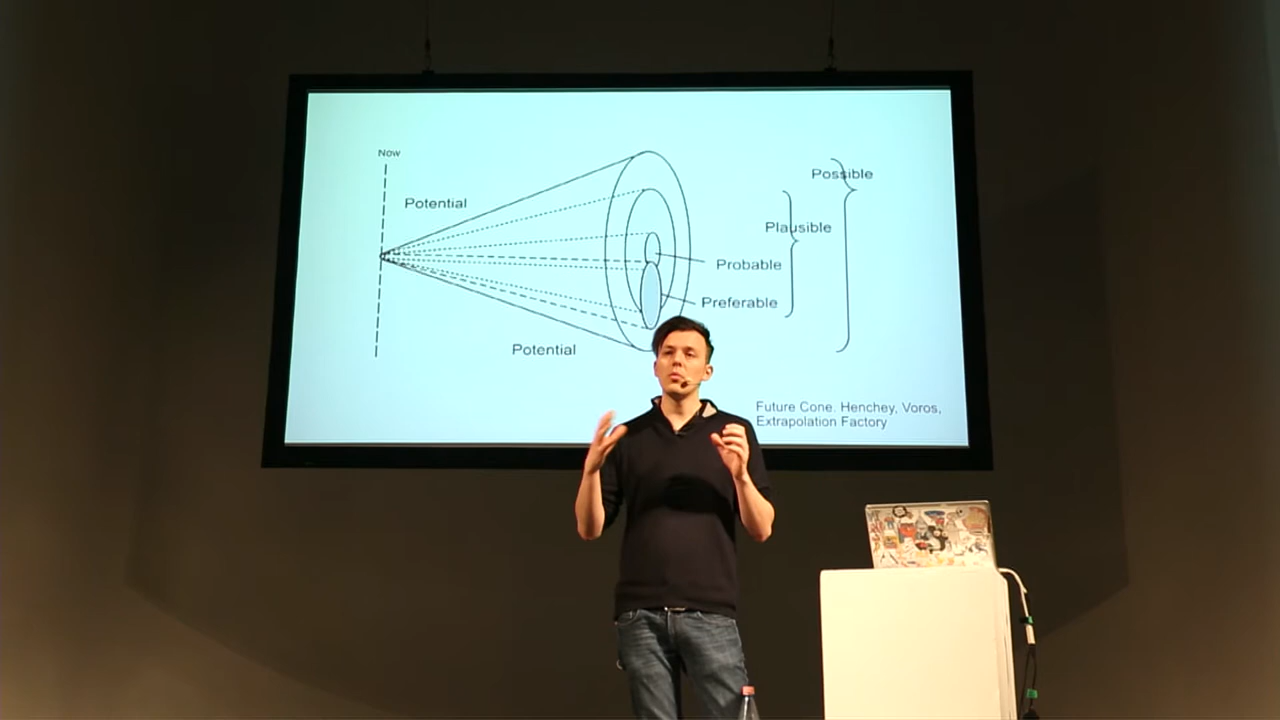 Now
Potential
Possible
Plausible
Probable
Preferable
Potential
Future Cone. Henchey, Voros,
Extrapolation Factory